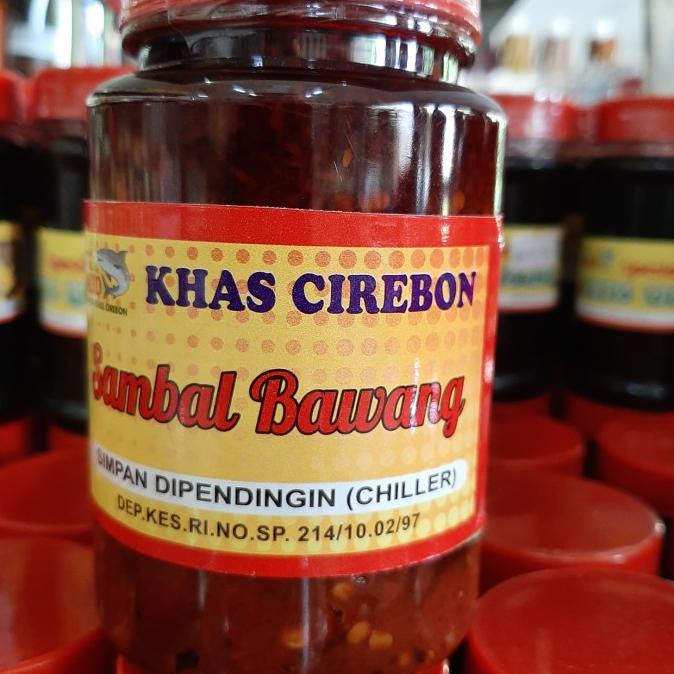 KHAS CIREBON
Sambal Bawang
SIMPAN DIPENDINGIN (CHILLER)
DEP.KES.RI.NO.SP. 214/10.02/97